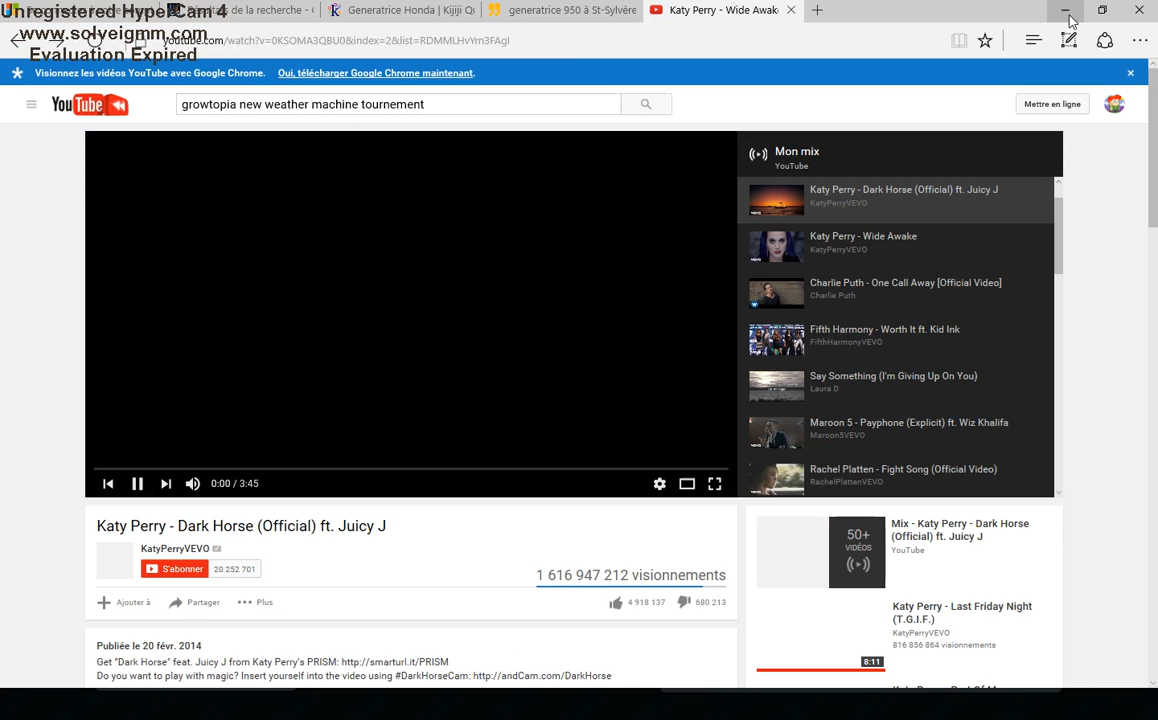 Unregistered HyperCam 4
www.solveigmm.com
Evaluation Expired
Résultats de la recherche - 
Generatrice Honda | Kijiji Qu
generatrice 950 à St-Sylvère
Katy Perry - Wide Awak
youtube.com/watch?v=0KSOMA3QBU0&index=2&list=RDMMLHvYrn3FAgI
Visionnez les vidéos YouTube avec Google Chrome. Oui, télécharger Google Chrome maintenant.
YouTube
growtopia new weather machine tournement
Mettre en ligne
Mon mix
YouTube
Katy Perry - Dark Horse (Official) ft. Juicy J
KatyPerryVEVO
Katy Perry - Wide Awake
KatyPerryVEVO
Charlie Puth - One Call Away [Official Video]
Charlie Puth
Fifth Harmony - Worth It ft. Kid Ink
FifthHarmonyVEVO
Say Something (I'm Giving Up On You)
Laura D
Maroon 5 - Payphone (Explicit) ft. Wiz Khalifa
Maroon5VEVO
Rachel Platten - Fight Song (Official Video)
RachelPlattenVEVO
0:00 / 3:45
Katy Perry - Dark Horse (Official) ft. Juicy J
KatyPerryVEVO
S'abonner 20 252 701
1 616 947 212 visionnements
Ajouter à Partager Plus
4 918 137 680 213
Publiée le 20 févr. 2014
Get "Dark Horse" feat. Juicy J from Katy Perry's PRISM: http://smarturl.it/PRISM
Do you want to play with magic? Insert yourself into the video using #DarkHorseCam: http://andCam.com/DarkHorse
50+
VIDÉOS
Mix - Katy Perry - Dark Horse
(Official) ft. Juicy J
YouTube
Katy Perry - Last Friday Night
(T.G.I.F.)
KatyPerryVEVO
816 856 864 visionnements
8:11